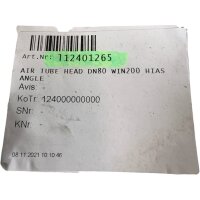 Art.Nr: 112401265
AIR TUBE HEAD DN80 WIN200 HIAS
ANGLE
Avis: -
KoTr: 124000000000
SNr: -
KNr: -
08.11.2021 10:10:46